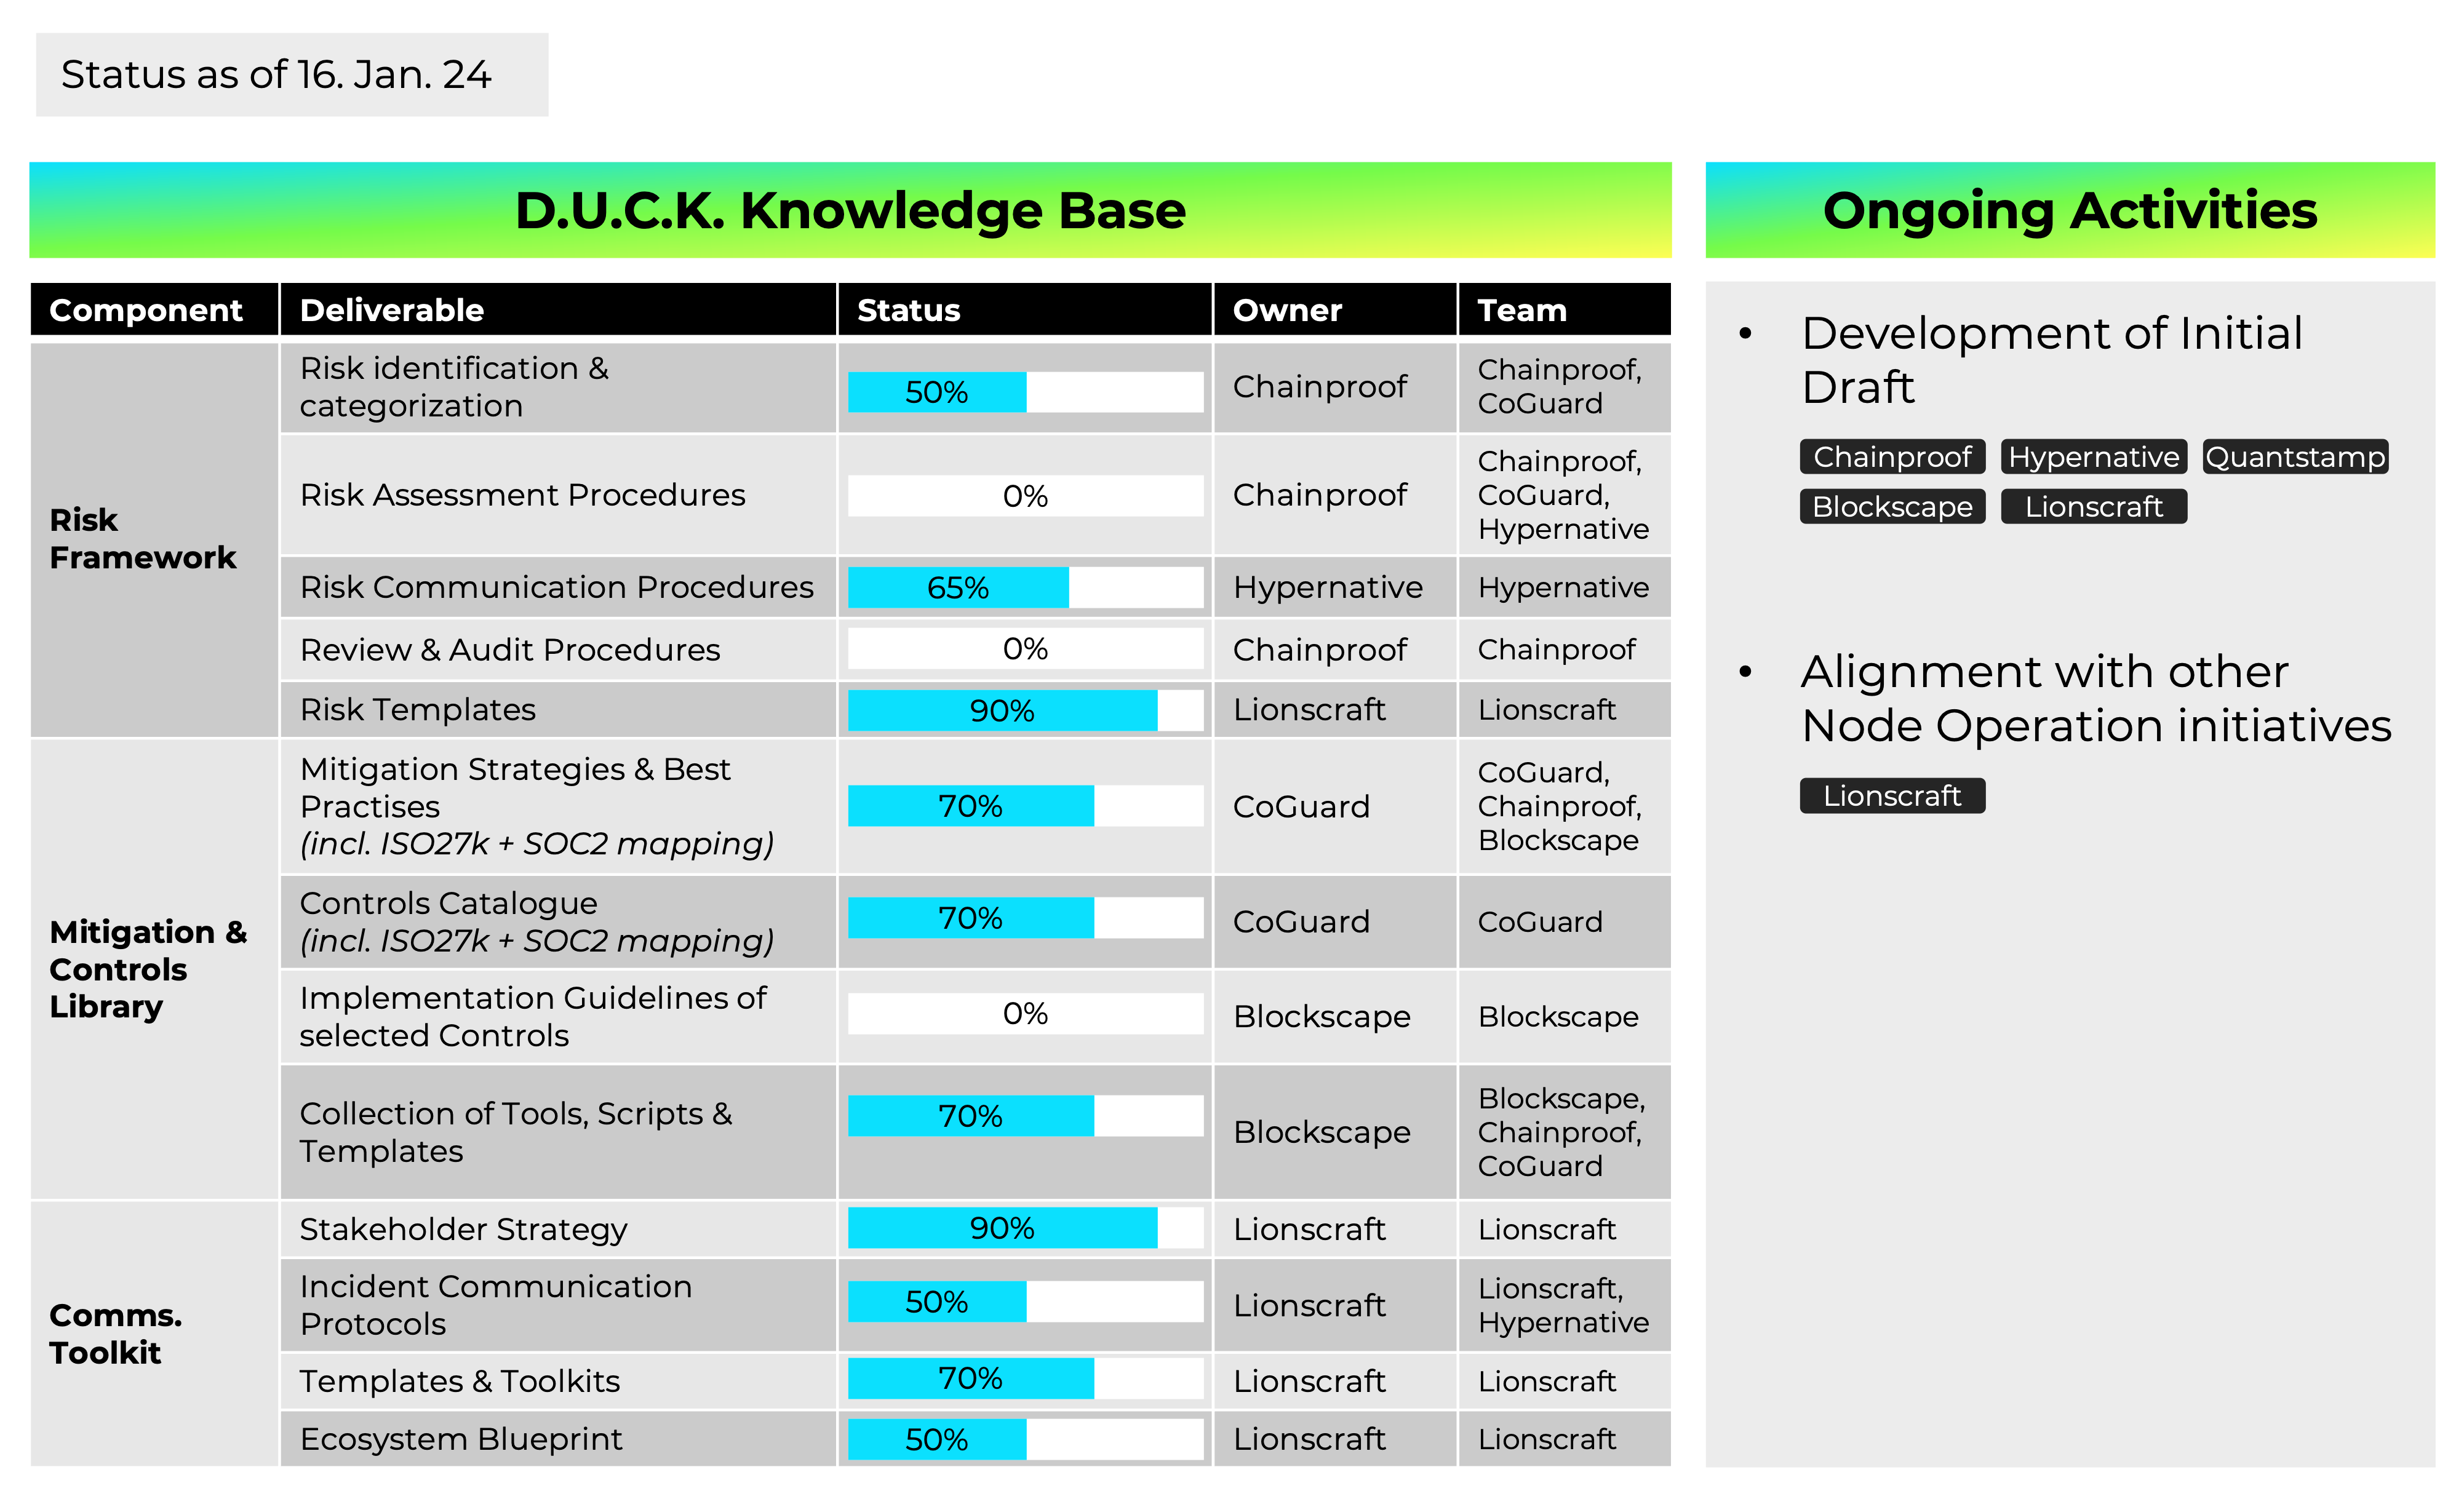 Status as of 16. Jan. 24
D.U.C.K. Knowledge Base
Component Deliverable Status Owner Team
Risk
Framework
Risk identification &
categorization
50%
Chainproof
Chainproof,
CoGuard
Risk Assessment Procedures
0%
Chainproof
Chainproof,
CoGuard,
Hypernative
Risk Communication Procedures
65%
Hypernative
Hypernative
Review & Audit Procedures
0%
Chainproof
Chainproof
Risk Templates
90%
Lionscraft
Lionscraft
Mitigation &
Controls
Library
Mitigation Strategies & Best
Practises
(incl. ISO27k + SOC2 mapping)
70%
CoGuard
CoGuard,
Chainproof,
Blockscape
Controls Catalogue
(incl. ISO27k + SOC2 mapping)
70%
CoGuard
CoGuard
Implementation Guidelines of
selected Controls
0%
Blockscape
Blockscape
Collection of Tools, Scripts &
Templates
70%
Blockscape
Blockscape,
Chainproof,
CoGuard
Comms.
Toolkit
Stakeholder Strategy
90%
Lionscraft
Lionscraft
Incident Communication
Protocols
50%
Lionscraft
Lionscraft,
Hypernative
Templates & Toolkits
70%
Lionscraft
Lionscraft
Ecosystem Blueprint
50%
Lionscraft
Lionscraft
Ongoing Activities
• Development of Initial
Draft
Chainproof Hypernative Quantstamp
Blockscape Lionscraft
• Alignment with other
Node Operation initiatives
Lionscraft